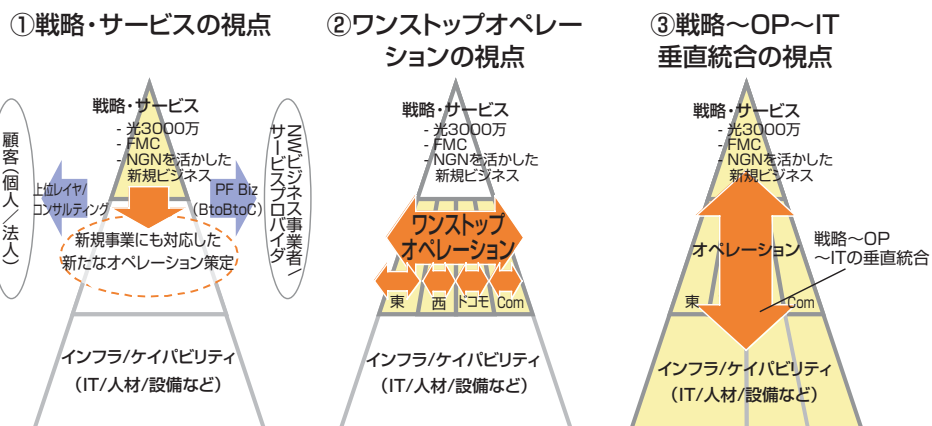 ①戦略・サービスの視点
顧客（個人／法人）
戦略・サービス
- 光3000万
- FMC
- NGNを活かした
新規ビジネス
上位レイヤ/
コンサルティング
PF Biz
（BtoBtoC）
NWビジネス事業者/
サービスプロバイダ
新規事業にも対応した
新たなオペレーション策定
インフラ/ケイパビリティ
（IT/人材/設備など）
②ワンストップオペレー
ションの視点
戦略・サービス
- 光3000万
- FMC
- NGNを活かした
新規ビジネス
ワンストップ
オペレーション
東
西
ドコモ
Com
インフラ/ケイパビリティ
（IT/人材/設備など）
③戦略～OP～IT
垂直統合の視点
戦略・サービス
- 光3000万
- FMC
- NGNを活かした
新規ビジネス
オペレーション
戦略～OP
～ITの垂直統合
東
Com
インフラ/ケイパビリティ
（IT/人材/設備など）